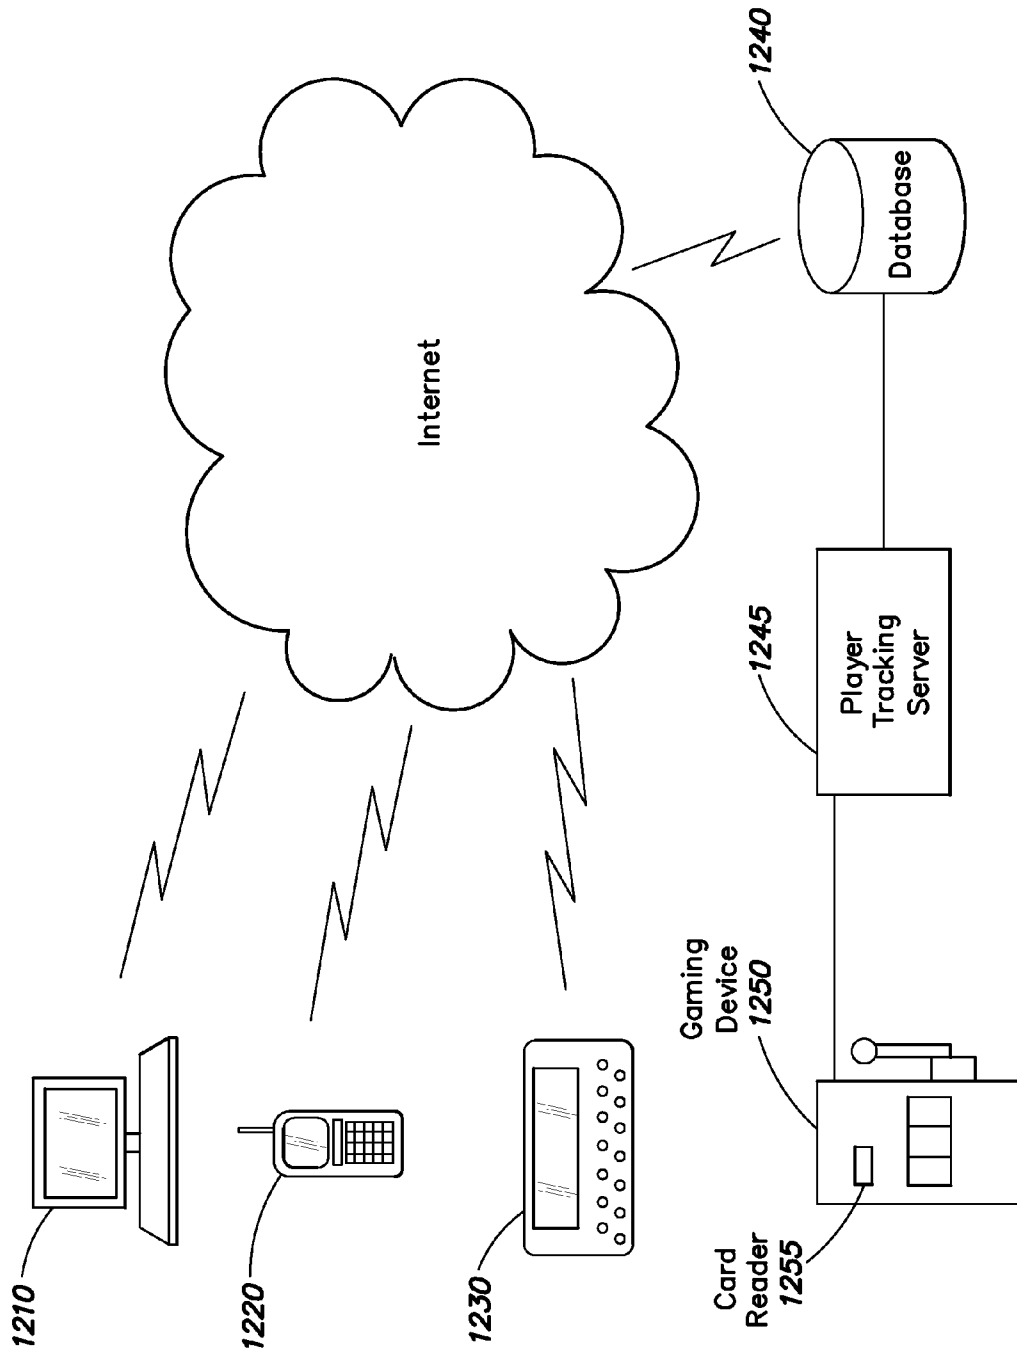 1210
1220
1230
Internet
1240
Database
1245
Player
Tracking
Server
Gaming
Device
1250
Card
Reader
1255